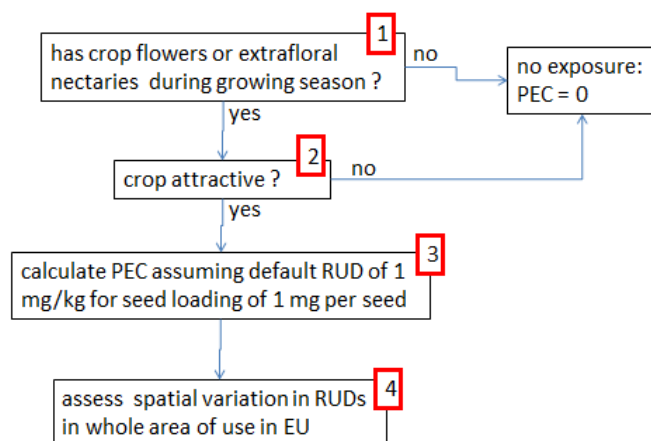 1
has crop flowers or extrafloral
nectaries during growing season ?
no
no exposure:
PEC = 0
yes
2
crop attractive ?
no
yes
3
calculate PEC assuming default RUD of 1
mg/kg for seed loading of 1 mg per seed
4
assess spatial variation in RUDs
in whole area of use in EU